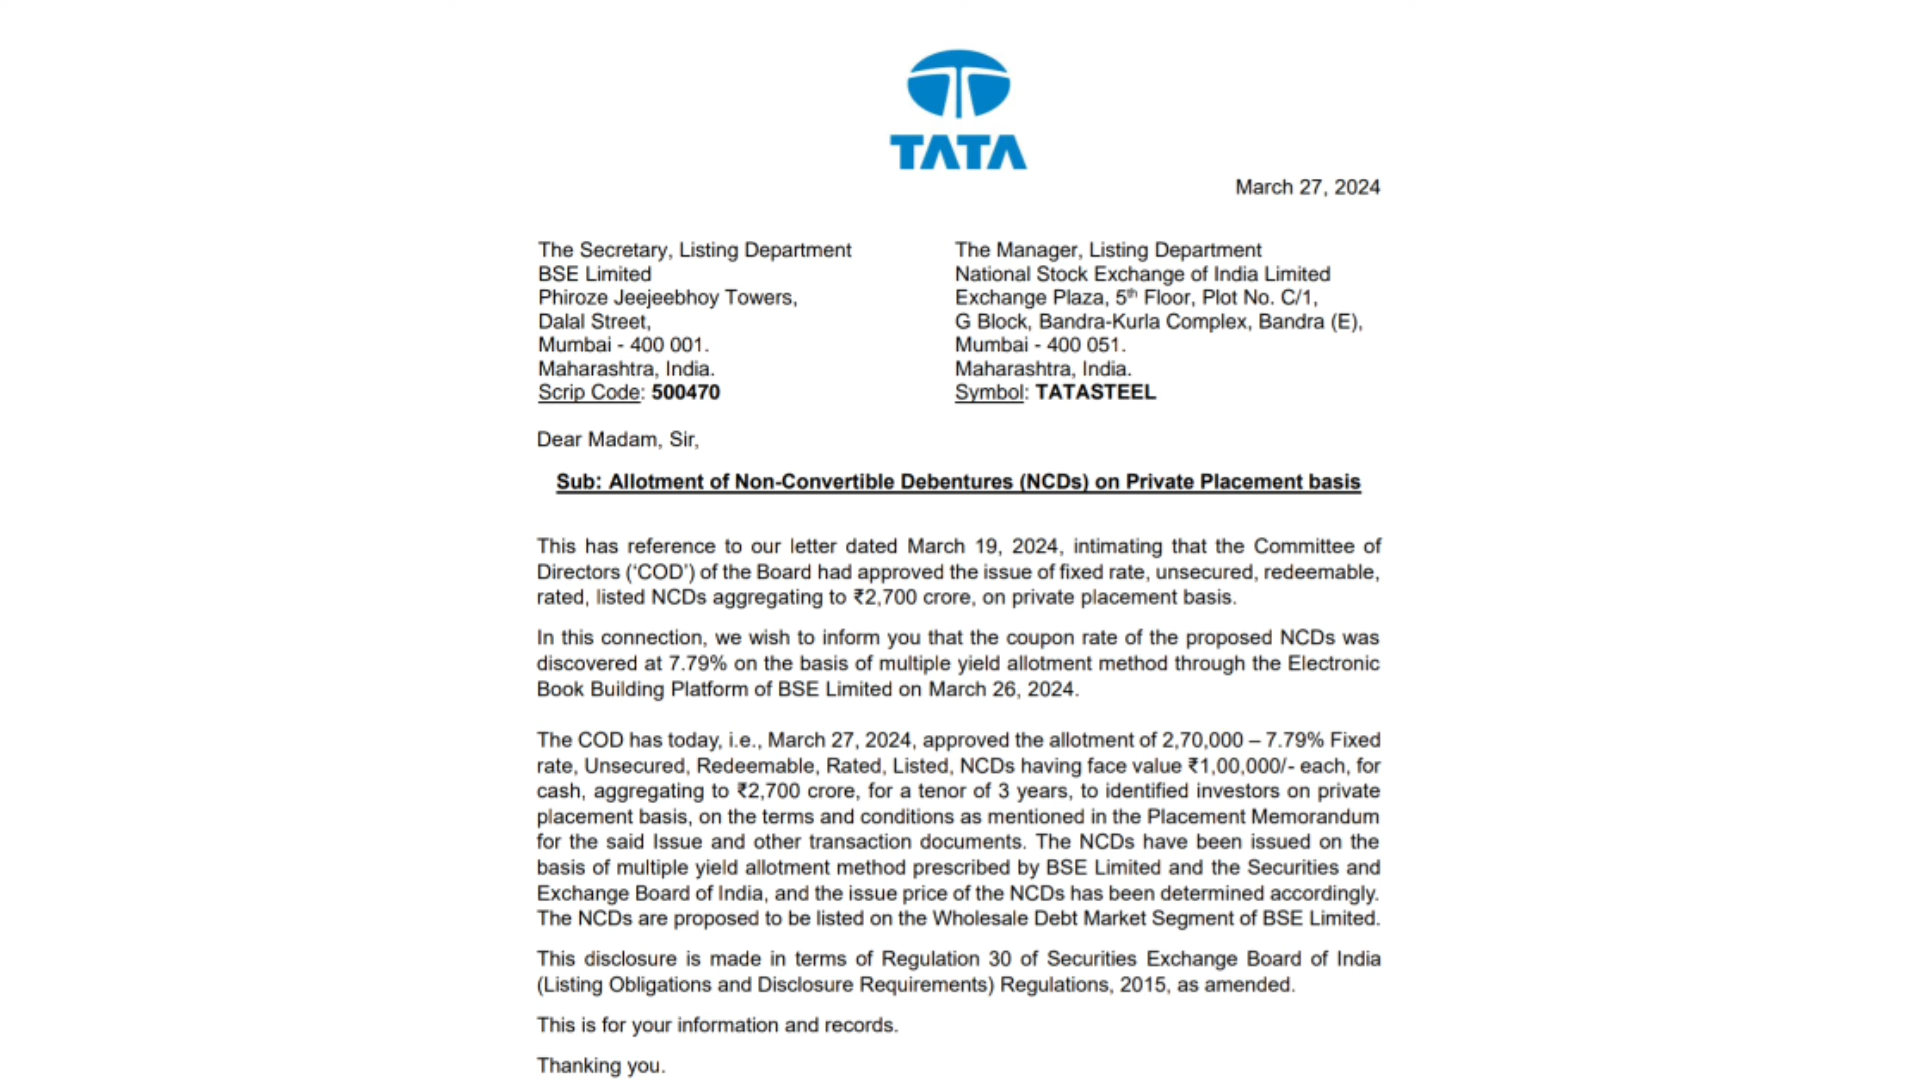 TATA
March 27, 2024
The Secretary, Listing Department
BSE Limited
Phiroze Jeejeebhoy Towers,
Dalal Street,
Mumbai - 400 001.
Maharashtra, India.
Scrip Code: 500470
The Manager, Listing Department
National Stock Exchange of India Limited
Exchange Plaza, 5th Floor, Plot No. C/1,
G Block, Bandra-Kurla Complex, Bandra (E),
Mumbai - 400 051.
Maharashtra, India.
Symbol: TATASTEEL
Dear Madam, Sir,
Sub: Allotment of Non-Convertible Debentures (NCDs) on Private Placement basis
This has reference to our letter dated March 19, 2024, intimating that the Committee of
Directors (‘COD’) of the Board had approved the issue of fixed rate, unsecured, redeemable,
rated, listed NCDs aggregating to ₹2,700 crore, on private placement basis.
In this connection, we wish to inform you that the coupon rate of the proposed NCDs was
discovered at 7.79% on the basis of multiple yield allotment method through the Electronic
Book Building Platform of BSE Limited on March 26, 2024.
The COD has today, i.e., March 27, 2024, approved the allotment of 2,70,000 – 7.79% Fixed
rate, Unsecured, Redeemable, Rated, Listed, NCDs having face value ₹1,00,000/- each, for
cash, aggregating to ₹2,700 crore, for a tenor of 3 years, to identified investors on private
placement basis, on the terms and conditions as mentioned in the Placement Memorandum
for the said Issue and other transaction documents. The NCDs have been issued on the
basis of multiple yield allotment method prescribed by BSE Limited and the Securities and
Exchange Board of India, and the issue price of the NCDs has been determined accordingly.
The NCDs are proposed to be listed on the Wholesale Debt Market Segment of BSE Limited.
This disclosure is made in terms of Regulation 30 of Securities Exchange Board of India
(Listing Obligations and Disclosure Requirements) Regulations, 2015, as amended.
This is for your information and records.
Thanking you.